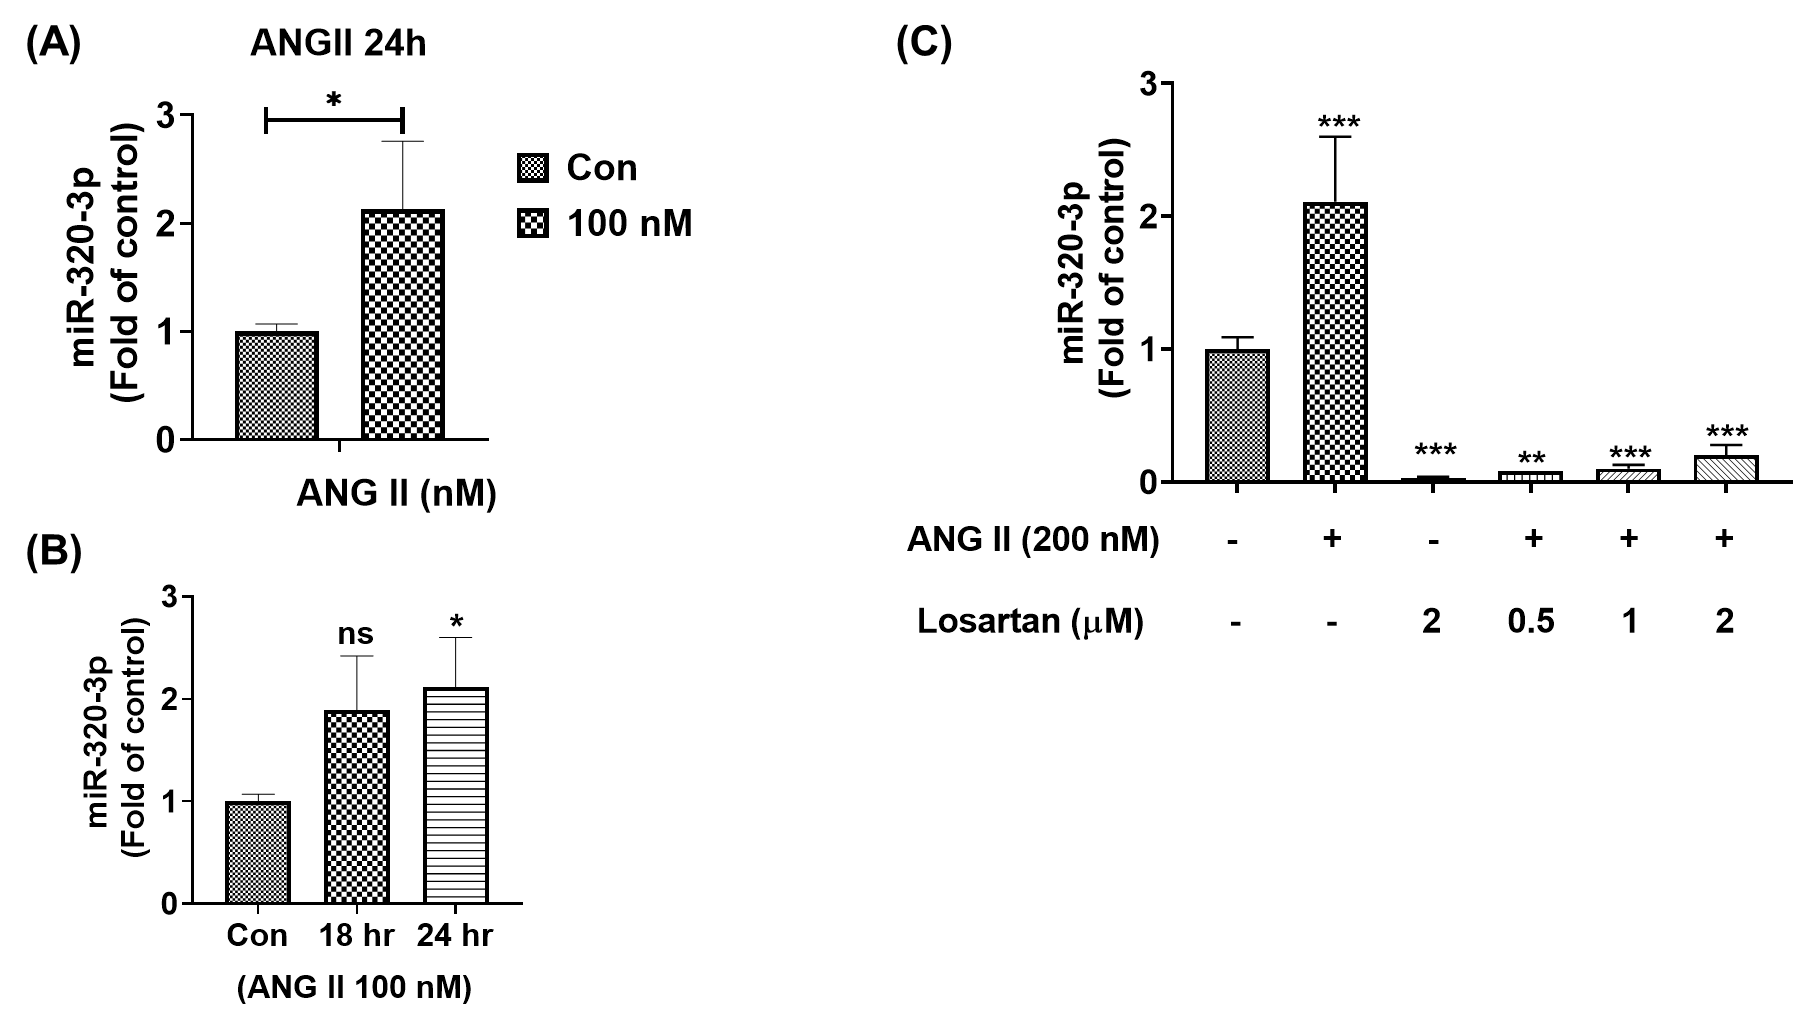 (A)
ANGII 24h
*
3
2
1
0
miR-320-3p
(Fold of control)
Con
100 nM
ANG II (nM)
(B)
3
2
1
0
miR-320-3p
(Fold of control)
ns
*
Con 18 hr 24 hr
(ANG II 100 nM)
(C)
3
2
1
0
miR-320-3p
(Fold of control)
***
***
**
***
***
ANG II (200 nM) - + - + + +
Losartan (μM) - - 2 0.5 1 2